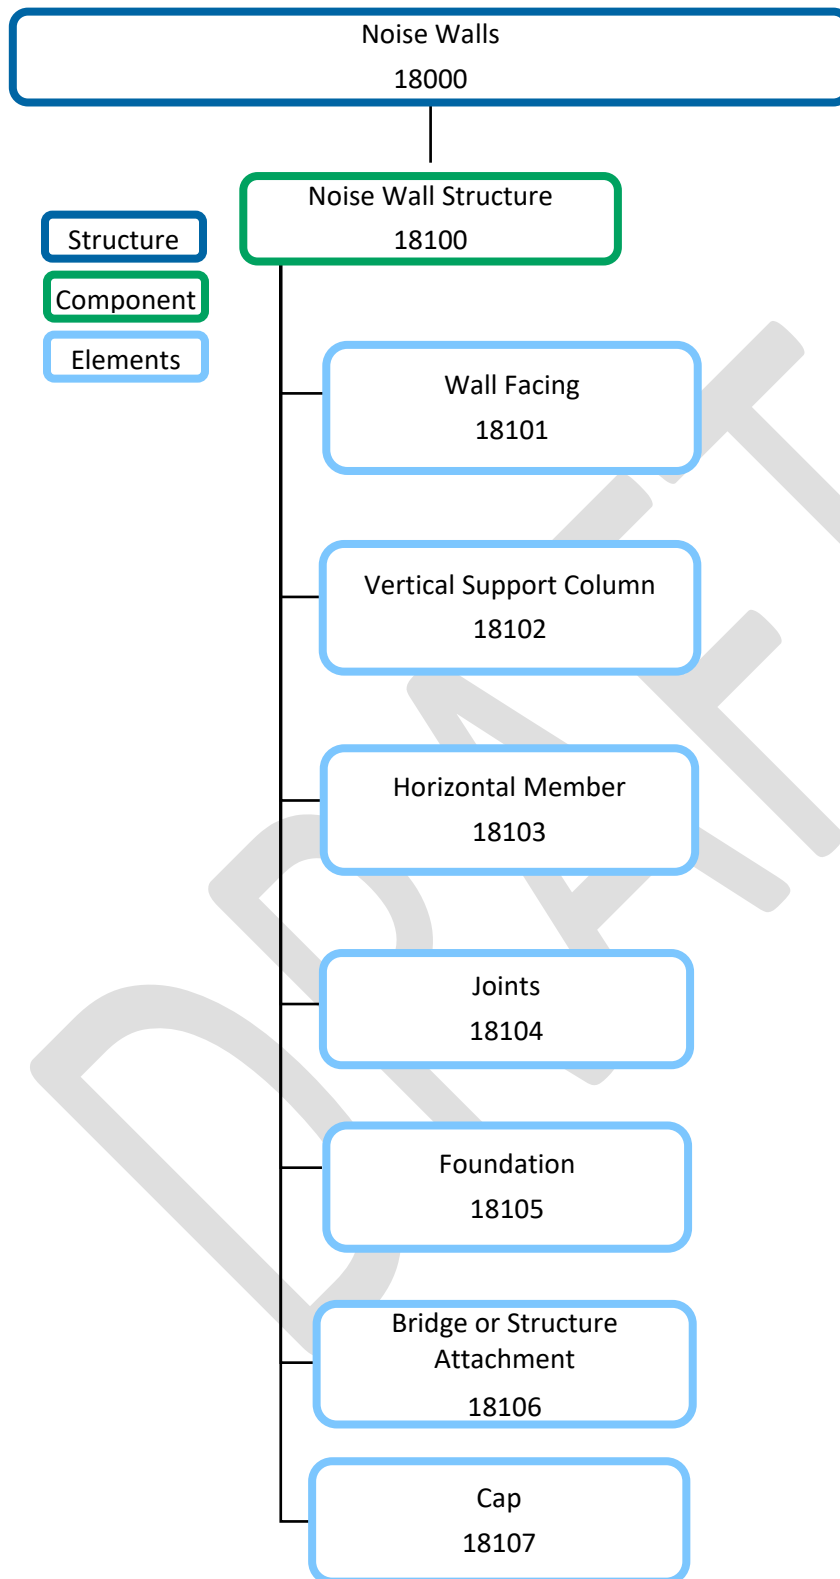 Noise Walls
18000
Noise Wall Structure
18100
Structure
Component
Elements
Wall Facing
18101
Vertical Support Column
18102
Horizontal Member
18103
Joints
18104
Foundation
18105
Bridge or Structure
Attachment
18106
Cap
18107
DRAFT